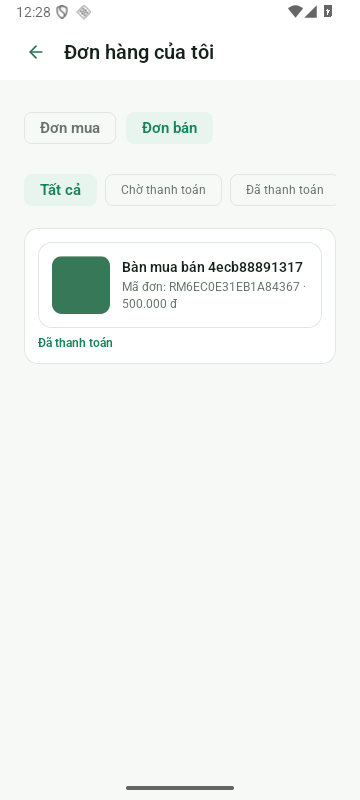 12:28
Đơn hàng của tôi
Đơn mua
Đơn bán
Tất cả
Chờ thanh toán
Đã thanh toán
Bàn mua bán 4ecb88891317
Mã đơn: RM6EC0E31EB1A84367 ·
500.000 đ
Đã thanh toán